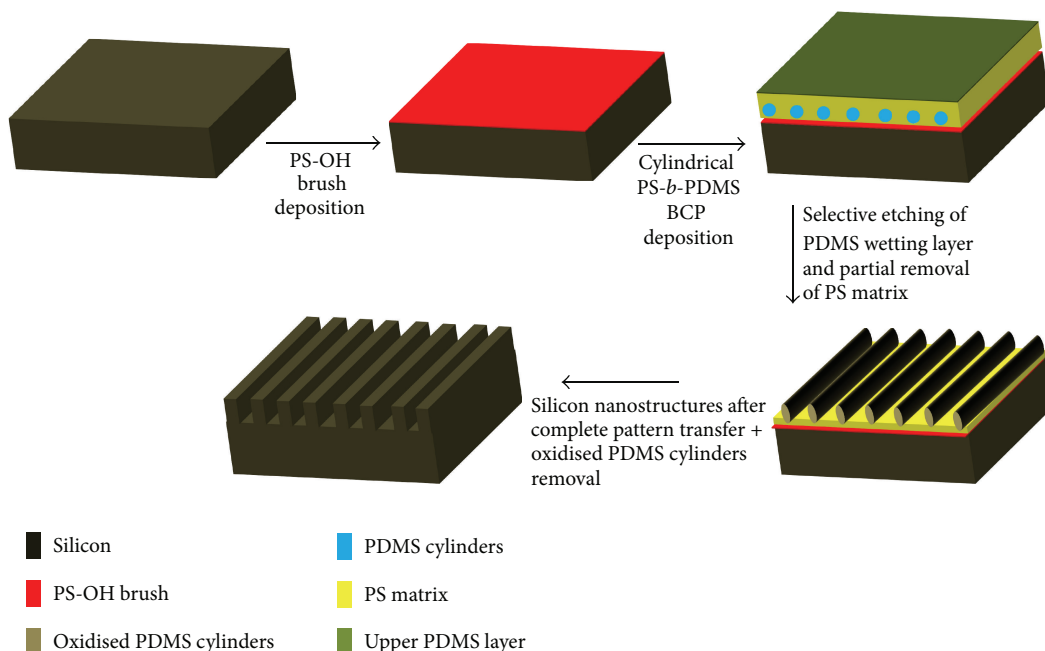 PS-OH
brush
deposition
Cylindrical
PS-b-PDMS
BCP
deposition
Selective etching of
PDMS wetting layer
and partial removal
of PS matrix
Silicon nanostructures after
complete pattern transfer +
oxidised PDMS cylinders
removal
Silicon
PS-OH brush
Oxidised PDMS cylinders
PDMS cylinders
PS matrix
Upper PDMS layer